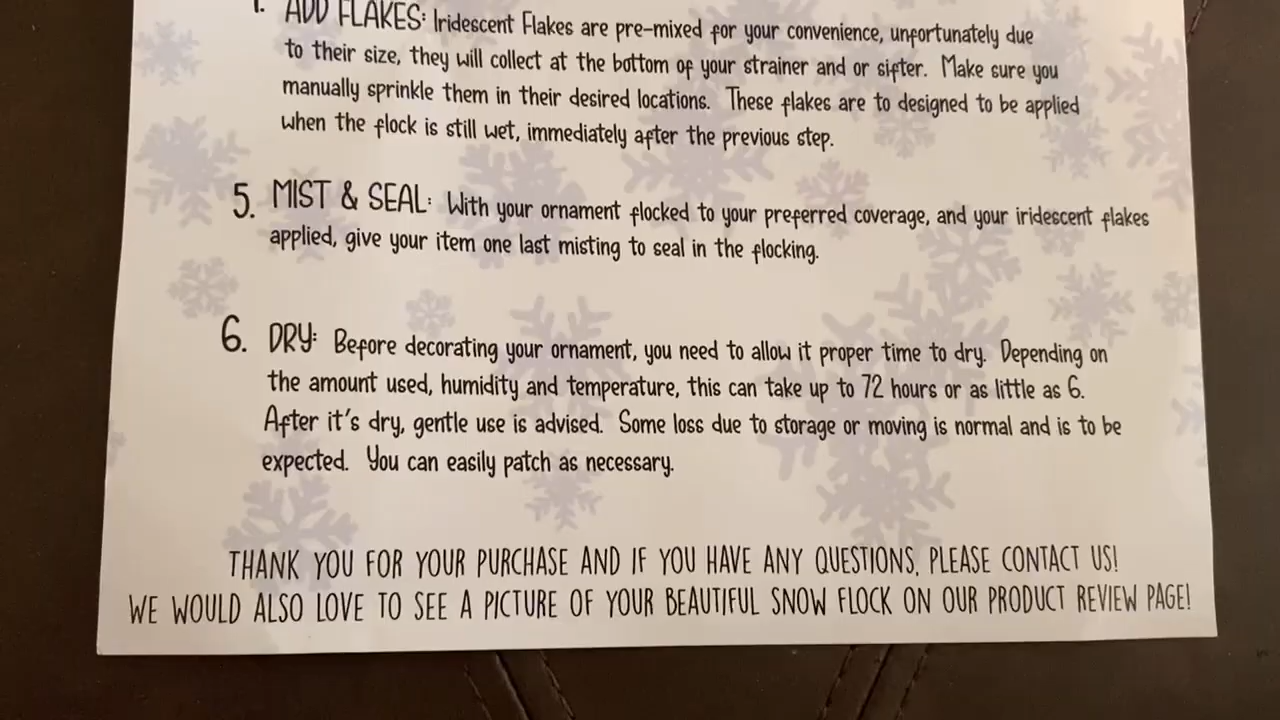 ADD FLAKES: Iridescent Flakes are pre-mixed for your convenience, unfortunately due
to their size, they will collect at the bottom of your strainer and or sifter. Make sure you
manually sprinkle them in their desired locations. These flakes are to designed to be applied
when the flock is still wet, immediately after the previous step.
5. MIST & SEAL: With your ornament flocked to your preferred coverage, and your iridescent flakes
applied, give your item one last misting to seal in the flocking.
6. DRY: Before decorating your ornament, you need to allow it proper time to dry. Depending on
the amount used, humidity and temperature, this can take up to 72 hours or as little as 6.
After it's dry, gentle use is advised. Some loss due to storage or moving is normal and is to be
expected. You can easily patch as necessary.
THANK YOU FOR YOUR PURCHASE AND IF YOU HAVE ANY QUESTIONS, PLEASE CONTACT US!
WE WOULD ALSO LOVE TO SEE A PICTURE OF YOUR BEAUTIFUL SNOW FLOCK ON OUR PRODUCT REVIEW PAGE!